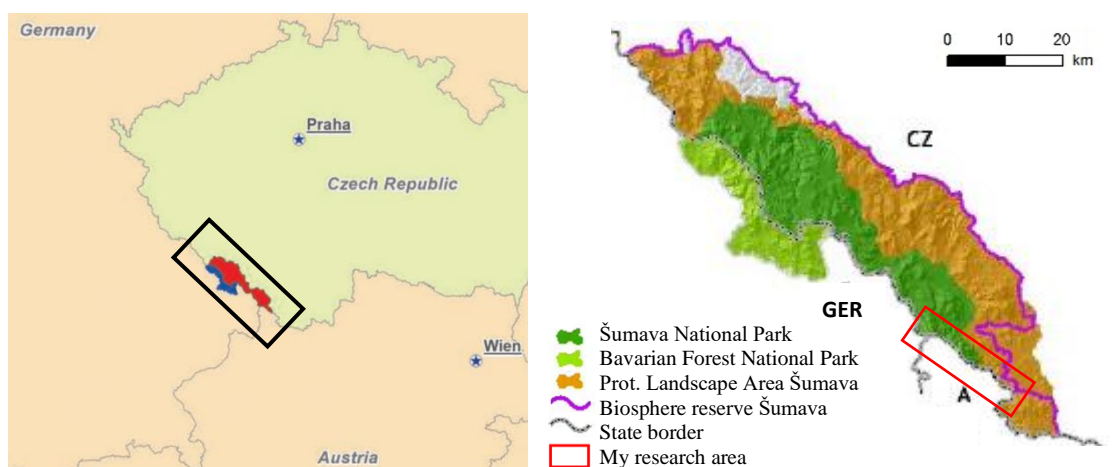 Germany
Praha
Czech Republic
Wien
Austria
0 10 20
km
CZ
GER
A
Šumava National Park
Bavarian Forest National Park
Prot. Landscape Area Šumava
Biosphere reserve Šumava
State border
My research area